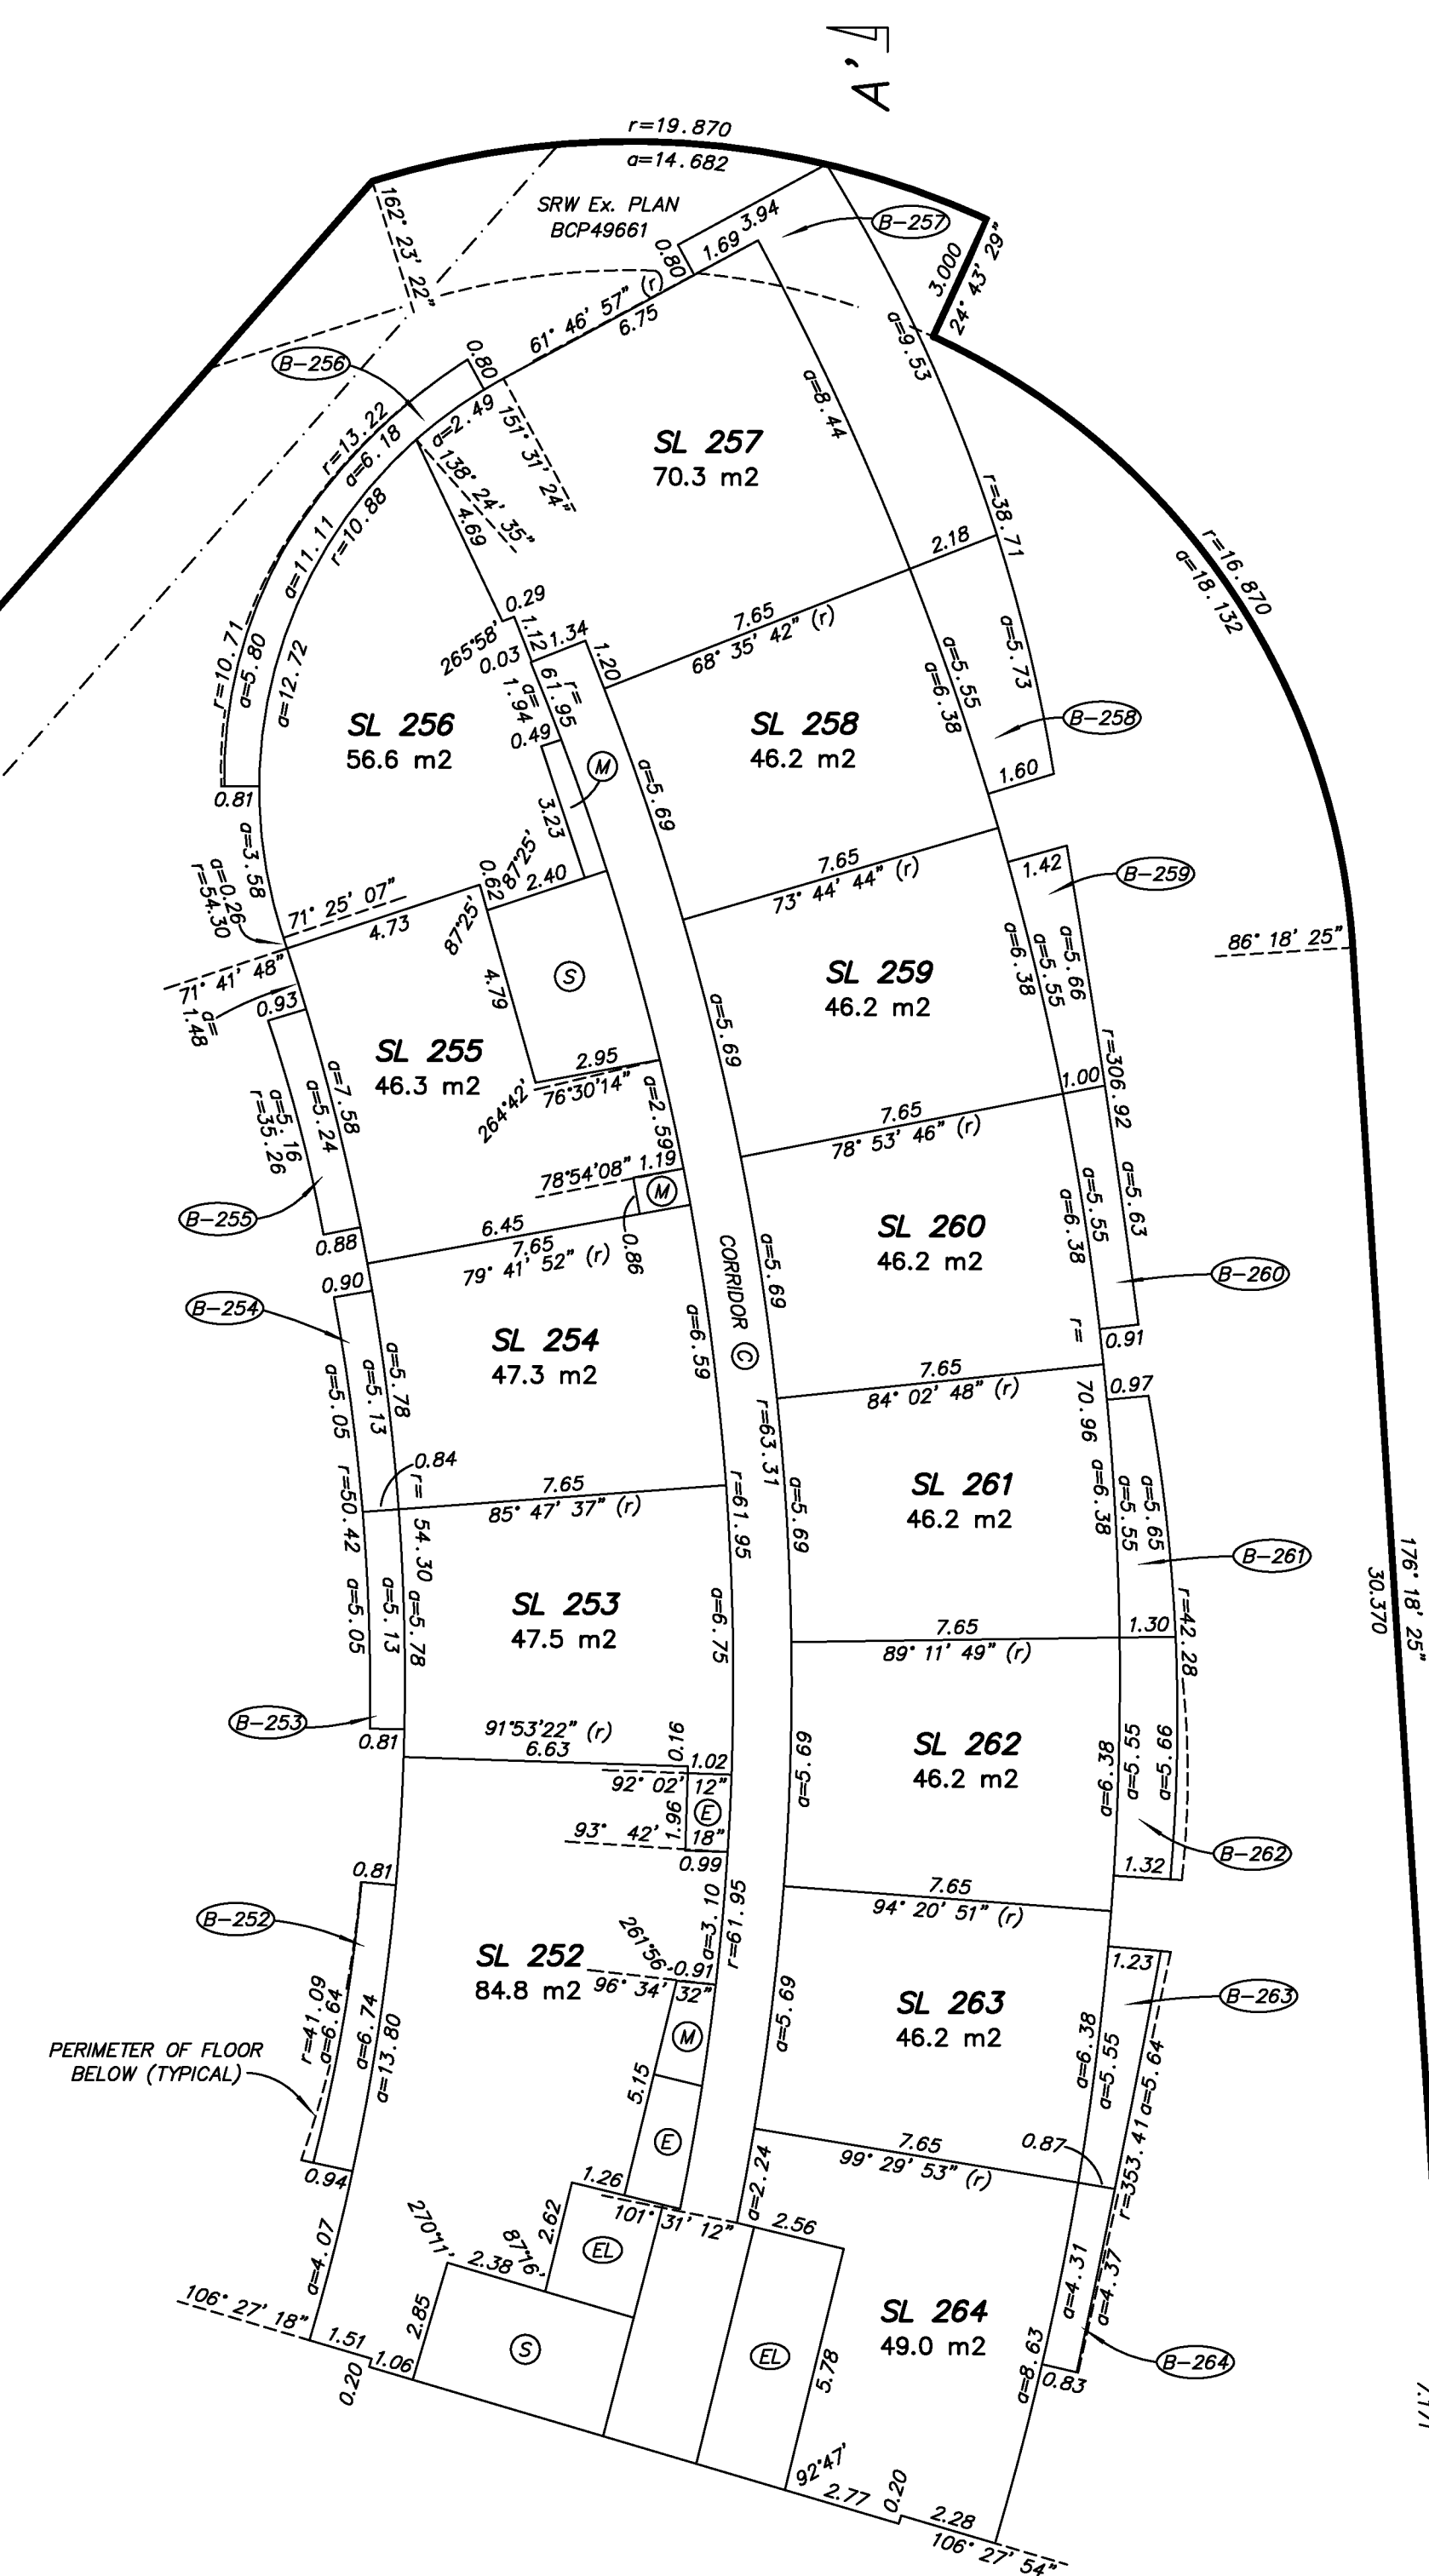 A'
r=19.870
a=14.682
SRW Ex. PLAN
BCP49661
162° 23' 22"
3.94
1.69
0.80
B-257
3.000
24° 43' 29"
61° 46' 57" (r)
6.75
B-256
0.80
r=13.22
a=6.18
a=2.49
151° 31' 24"
138° 24' 35"
4.69
a=9.53
a=8.44
SL 257
70.3 m2
r=10.88
a=11.11
r=38.71
2.18
r=16.870
a=18.132
0.29
1.12
1.34
1.20
265°58'
0.03
7.65
68° 35' 42" (r)
r=10.71
a=5.80
a=12.72
a=
1.94
r=
61.95
0.49
a=5.55
a=6.38
a=5.73
SL 256
56.6 m2
SL 258
46.2 m2
B-258
M
3.23
a=5.69
1.60
0.81
a=3.58
a=0.26
r=54.30
87°25'
0.62
2.40
7.65
73° 44' 44" (r)
1.42
B-259
71° 25' 07"
4.73
87°25'
4.79
S
a=6.38
a=5.55
a=5.66
86° 18' 25"
71° 41' 48"
a=
1.48
0.93
SL 259
46.2 m2
a=5.69
SL 255
46.3 m2
2.95
76°30'14"
264°42'
r=306.92
1.00
a=7.58
a=5.24
a=5.16
r=35.26
a=2.59
7.65
78° 53' 46" (r)
78°54'08"
1.19
M
0.86
B-255
0.88
6.45
7.65
79° 41' 52" (r)
CORRIDOR C
a=5.69
SL 260
46.2 m2
a=5.55
a=6.38
a=5.63
B-260
0.90
B-254
SL 254
47.3 m2
a=6.59
r=
70.96
0.91
a=5.05
a=5.13
a=5.78
7.65
84° 02' 48" (r)
0.97
r=63.31
0.84
7.65
85° 47' 37" (r)
r=
54.30
r=50.42
r=61.95
a=5.69
SL 261
46.2 m2
a=6.38
a=5.55
a=5.65
B-261
176° 18' 25"
30.370
a=5.05
a=5.13
a=5.78
SL 253
47.5 m2
a=6.75
7.65
89° 11' 49" (r)
1.30
r=42.28
B-253
0.81
91°53'22" (r)
6.63
0.16
1.02
92° 02' 12"
E
1.96
93° 42' 18"
0.99
a=5.69
SL 262
46.2 m2
a=6.38
a=5.55
a=5.66
B-262
1.32
0.81
B-252
7.65
94° 20' 51" (r)
a=3.10
r=61.95
SL 252
84.8 m2
261°56'
0.91
96° 34' 32"
M
1.23
B-263
r=41.09
a=6.64
a=6.74
a=13.80
PERIMETER OF FLOOR
BELOW (TYPICAL)
5.15
E
a=5.69
SL 263
46.2 m2
a=6.38
a=5.55
a=5.64
r=353.41
0.87
7.65
99° 29' 53" (r)
0.94
a=4.07
270°11'
1.26
2.62
101° 31' 12"
a=2.24
2.56
87°16'
2.38
EL
a=4.31
a=4.37
106° 27' 18"
1.51
2.85
0.20
1.06
S
EL
5.78
SL 264
49.0 m2
a=8.63
0.83
B-264
92°47'
2.77
0.20
2.28
106° 27' 54"